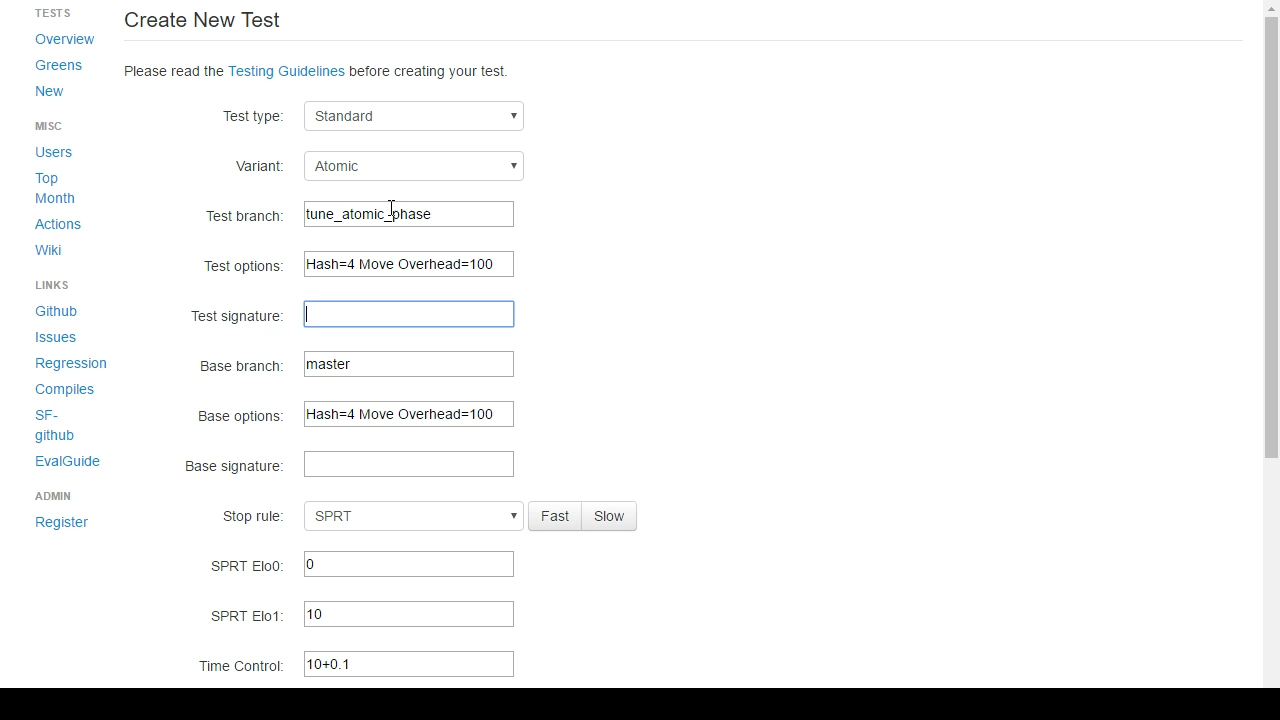 TESTS
Overview
Greens
New
MISC
Users
Top
Month
Actions
Wiki
LINKS
Github
Issues
Regression
Compiles
SF-
github
EvalGuide
ADMIN
Register
Create New Test
Please read the Testing Guidelines before creating your test.
Test type: Standard
Variant: Atomic
Test branch: tune_atomic_phase
Test options: Hash=4 Move Overhead=100
Test signature:
Base branch: master
Base options: Hash=4 Move Overhead=100
Base signature:
Stop rule: SPRT Fast Slow
SPRT Elo0: 0
SPRT Elo1: 10
Time Control: 10+0.1